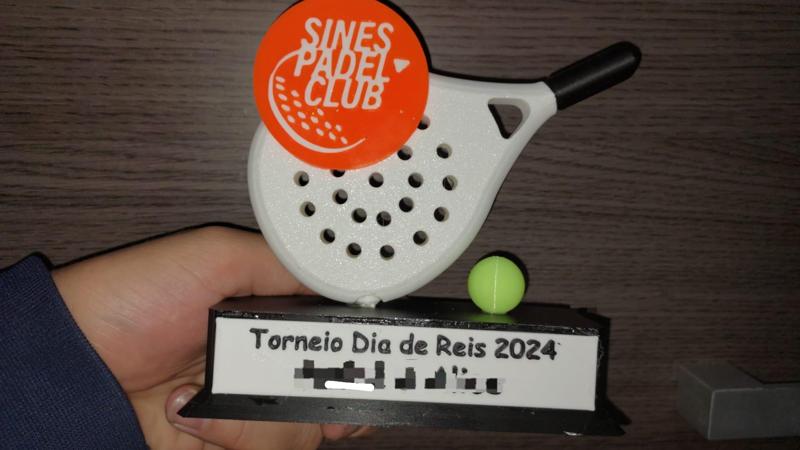 SINES
PADEL
CLUB
Torneio Dia de Reis 2024